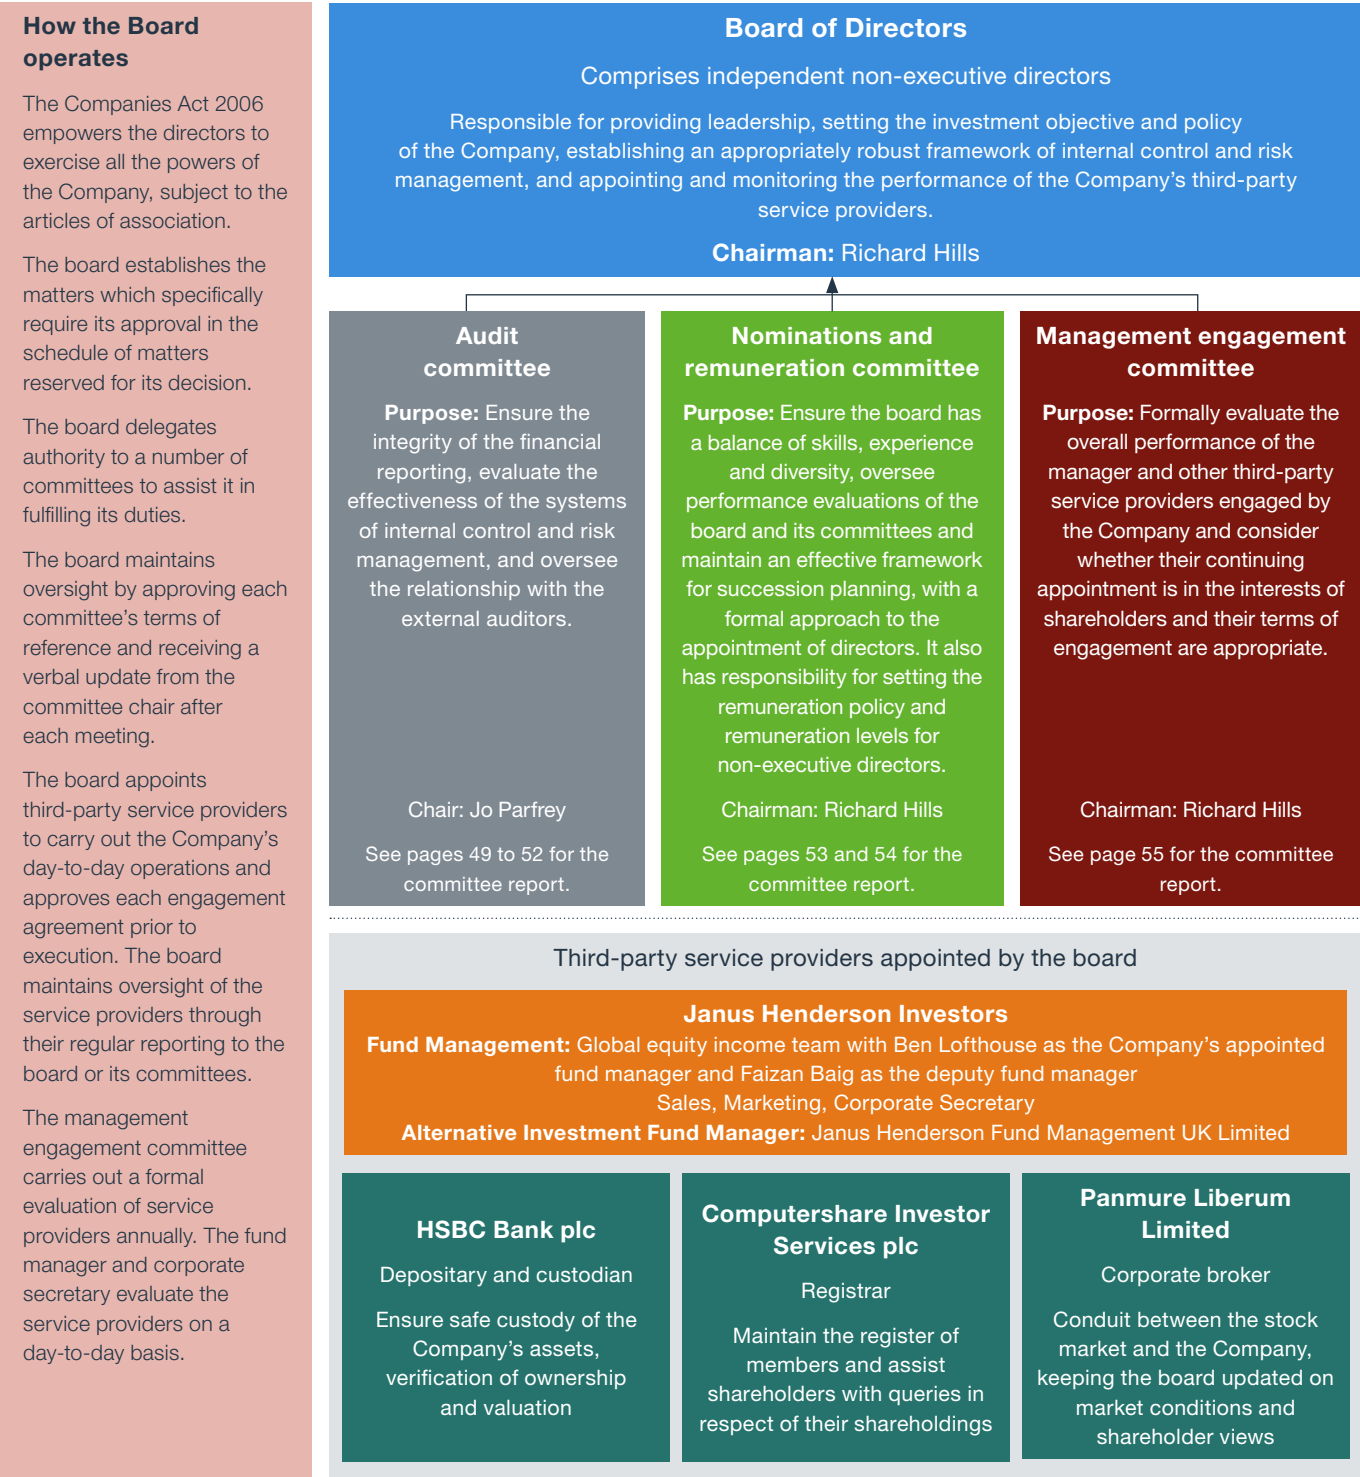 How the Board
operates
The Companies Act 2006
empowers the directors to
exercise all the powers of
the Company, subject to the
articles of association.
The board establishes the
matters which specifically
require its approval in the
schedule of matters
reserved for its decision.
The board delegates
authority to a number of
committees to assist it in
fulfilling its duties.
The board maintains
oversight by approving each
committee's terms of
reference and receiving a
verbal update from the
committee chair after
each meeting.
The board appoints
third-party service providers
to carry out the Company's
day-to-day operations and
approves each engagement
agreement prior to
execution. The board
maintains oversight of the
service providers through
their regular reporting to the
board or its committees.
The management
engagement committee
carries out a formal
evaluation of service
providers annually. The fund
manager and corporate
secretary evaluate the
service providers on a
day-to-day basis.
Board of Directors
Comprises independent non-executive directors
Responsible for providing leadership, setting the investment objective and policy
of the Company, establishing an appropriately robust framework of internal control and risk
management, and appointing and monitoring the performance of the Company's third-party
service providers.
Chairman: Richard Hills
Audit
committee
Purpose: Ensure the
integrity of the financial
reporting, evaluate the
effectiveness of the systems
of internal control and risk
management, and oversee
the relationship with the
external auditors.
Chair: Jo Parfrey
See pages 49 to 52 for the
committee report.
Nominations and
remuneration committee
Purpose: Ensure the board has
a balance of skills, experience
and diversity, oversee
performance evaluations of the
board and its committees and
maintain an effective framework
for succession planning, with a
formal approach to the
appointment of directors. It also
has responsibility for setting the
remuneration policy and
remuneration levels for
non-executive directors.
Chairman: Richard Hills
See pages 53 and 54 for the
committee report.
Management engagement
committee
Purpose: Formally evaluate the
overall performance of the
manager and other third-party
service providers engaged by
the Company and consider
whether their continuing
appointment is in the interests of
shareholders and their terms of
engagement are appropriate.
Chairman: Richard Hills
See page 55 for the committee
report.
Third-party service providers appointed by the board
Janus Henderson Investors
Fund Management: Global equity income team with Ben Lofthouse as the Company's appointed
fund manager and Faizan Baig as the deputy fund manager
Sales, Marketing, Corporate Secretary
Alternative Investment Fund Manager: Janus Henderson Fund Management UK Limited
HSBC Bank plc
Depositary and custodian
Ensure safe custody of the
Company's assets,
verification of ownership
and valuation
Computershare Investor
Services plc
Registrar
Maintain the register of
members and assist
shareholders with queries in
respect of their shareholdings
Panmure Liberum
Limited
Corporate broker
Conduit between the stock
market and the Company,
keeping the board updated on
market conditions and
shareholder views